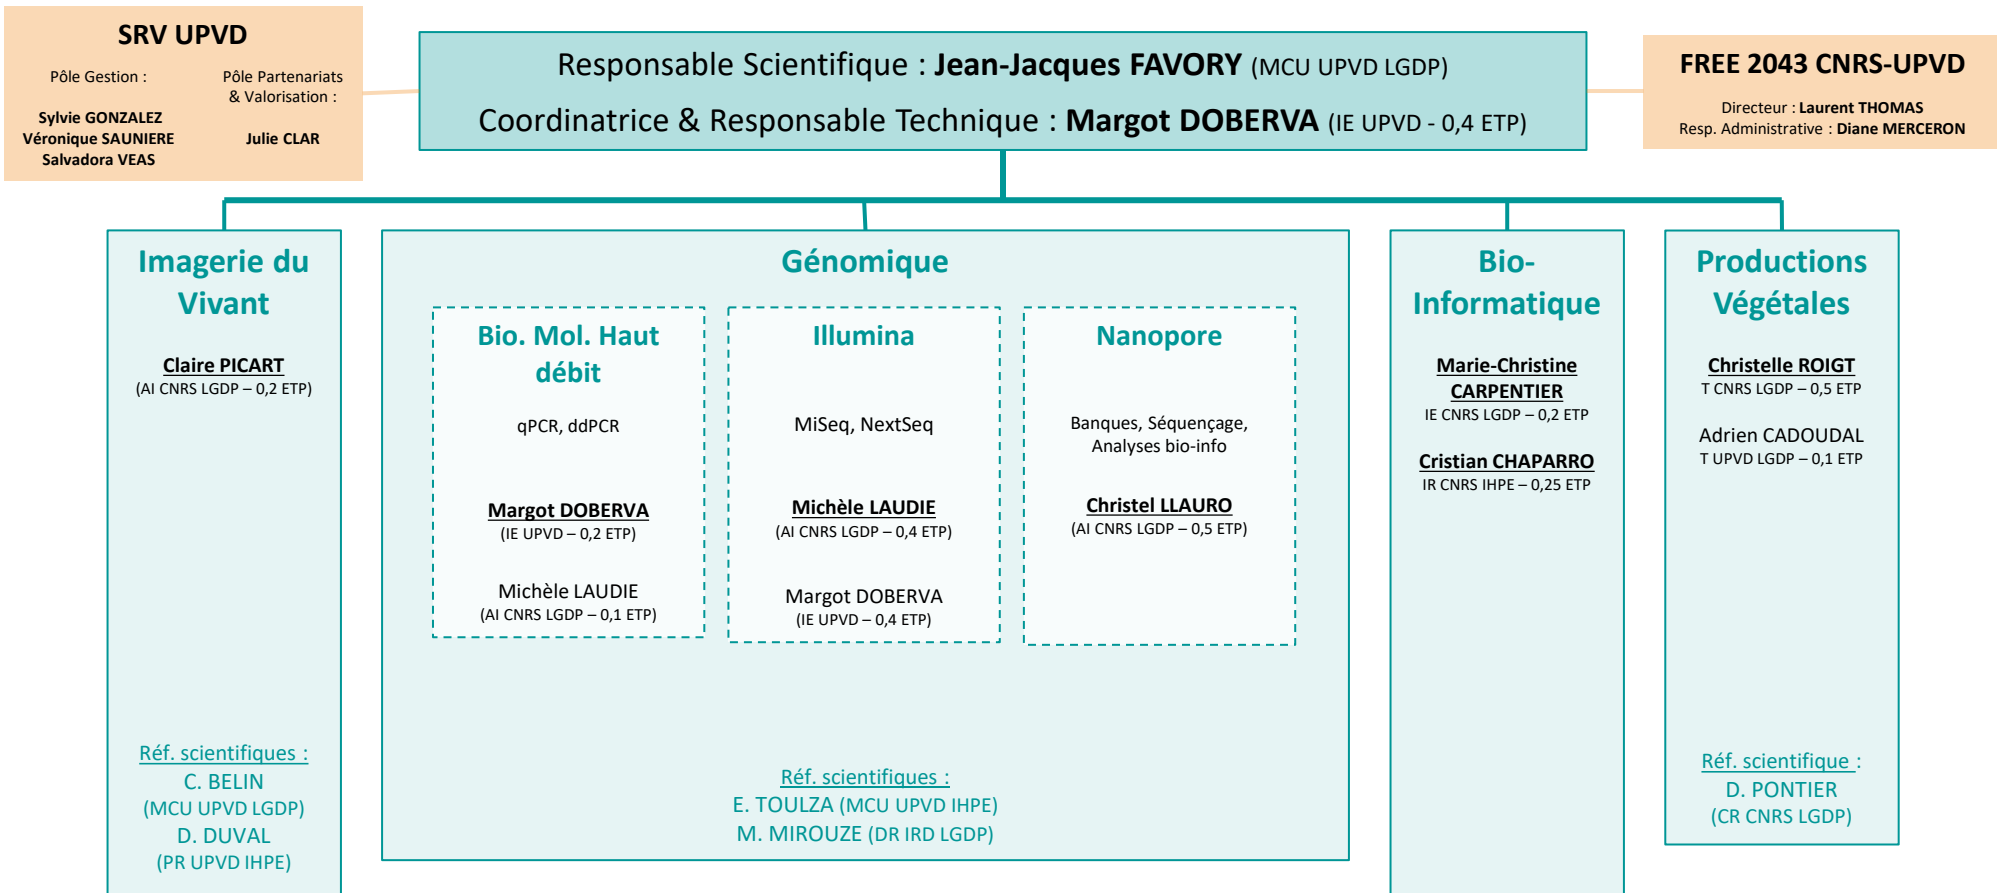 SRV UPVD
Pôle Gestion :
Sylvie GONZALEZ
Véronique SAUNIERE
Salvadora VEAS
Pôle Partenariats
& Valorisation :
Julie CLAR
Responsable Scientifique : Jean-Jacques FAVORY (MCU UPVD LGDP)
Coordinatrice & Responsable Technique : Margot DOBERVA (IE UPVD - 0,4 ETP)
FREE 2043 CNRS-UPVD
Directeur : Laurent THOMAS
Resp. Administrative : Diane MERCERON
Imagerie du
Vivant
Claire PICART
(AI CNRS LGDP – 0,2 ETP)
Réf. scientifiques :
C. BELIN
(MCU UPVD LGDP)
D. DUVAL
(PR UPVD IHPE)
Génomique
Bio. Mol. Haut
débit
qPCR, ddPCR
Margot DOBERVA
(IE UPVD – 0,2 ETP)
Michèle LAUDIE
(AI CNRS LGDP – 0,1 ETP)
Illumina
MiSeq, NextSeq
Michèle LAUDIE
(AI CNRS LGDP – 0,4 ETP)
Margot DOBERVA
(IE UPVD – 0,4 ETP)
Nanopore
Banques, Séquençage,
Analyses bio-info
Christel LLAURO
(AI CNRS LGDP – 0,5 ETP)
Réf. scientifiques :
E. TOULZA (MCU UPVD IHPE)
M. MIROUZE (DR IRD LGDP)
Bio-
Informatique
Marie-Christine
CARPENTIER
IE CNRS LGDP – 0,2 ETP
Cristian CHAPARRO
IR CNRS IHPE – 0,25 ETP
Productions
Végétales
Christelle ROIGT
T CNRS LGDP – 0,5 ETP
Adrien CADOUDAL
T UPVD LGDP – 0,1 ETP
Réf. scientifique :
D. PONTIER
(CR CNRS LGDP)